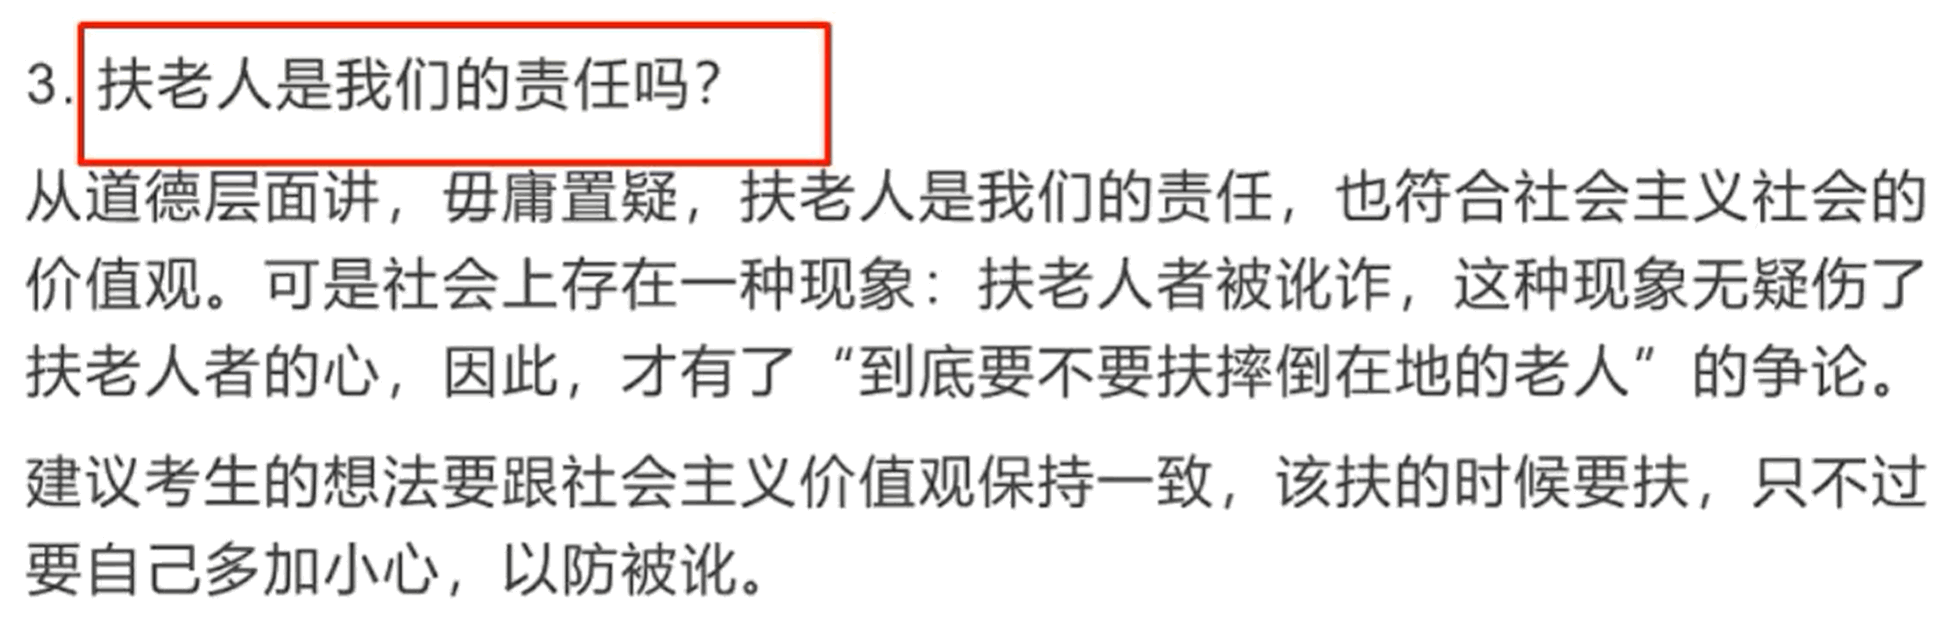 3. 扶老人是我们的责任吗？
从道德层面讲，毋庸置疑，扶老人是我们的责任，也符合社会主义社会的
价值观。可是社会上存在一种现象：扶老人者被讹诈，这种现象无疑伤了
扶老人者的心，因此，才有了“到底要不要扶摔倒在地的老人”的争论。
建议考生的想法要跟社会主义价值观保持一致，该扶的时候要扶，只不过
要自己多加小心，以防被讹。